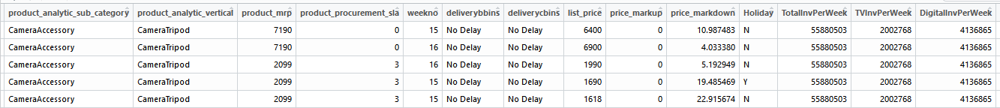 product_analytic_sub_category product_analytic_vertical product_mrp product_procurement_sla weekno deliverybbins deliverycbins list_price price_markup price_markdown Holiday TotalInvPerWeek TVInvPerWeek DigitalInvPerWeek
CameraAccessory CameraTripod 7190 0 15 No Delay No Delay 6400 0 10.987483 N 55880503 2002768 4136865
CameraAccessory CameraTripod 7190 0 16 No Delay No Delay 6900 0 4.033380 N 55880503 2002768 4136865
CameraAccessory CameraTripod 2099 3 16 No Delay No Delay 1990 0 5.192949 N 55880503 2002768 4136865
CameraAccessory CameraTripod 2099 3 15 No Delay No Delay 1690 0 19.485469 Y 55880503 2002768 4136865
CameraAccessory CameraTripod 2099 3 15 No Delay No Delay 1618 0 22.915674 N 55880503 2002768 4136865